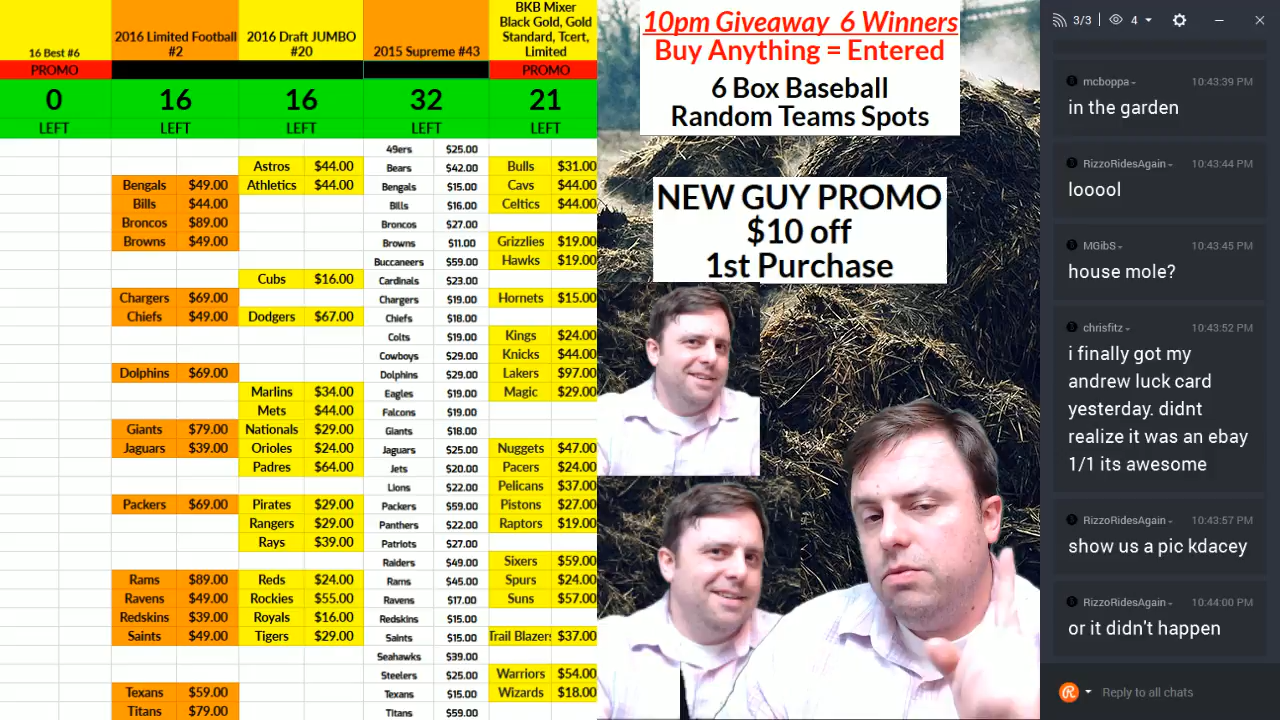 16 Best #6
PROMO
0
LEFT
2016 Limited Football
#2
16
LEFT
Bengals $49.00
Bills $44.00
Broncos $89.00
Browns $49.00
Chargers $69.00
Chiefs $49.00
Dolphins $69.00
Giants $79.00
Jaguars $39.00
Packers $69.00
Rams $89.00
Ravens $49.00
Redskins $39.00
Saints $49.00
Texans $59.00
Titans $79.00
2016 Draft JUMBO
#20
16
LEFT
Astros $44.00
Athletics $44.00
Cubs $16.00
Dodgers $67.00
Marlins $34.00
Mets $44.00
Nationals $29.00
Orioles $24.00
Padres $64.00
Pirates $29.00
Rangers $29.00
Rays $39.00
Reds $24.00
Rockies $55.00
Royals $16.00
Tigers $29.00
2015 Supreme #43
32
LEFT
49ers $25.00
Bears $42.00
Bengals $15.00
Bills $16.00
Broncos $27.00
Browns $11.00
Buccaneers $59.00
Cardinals $23.00
Chargers $19.00
Chiefs $18.00
Colts $19.00
Cowboys $29.00
Dolphins $29.00
Eagles $19.00
Falcons $19.00
Giants $18.00
Jaguars $25.00
Jets $20.00
Lions $22.00
Packers $59.00
Panthers $22.00
Patriots $27.00
Raiders $49.00
Rams $45.00
Ravens $17.00
Redskins $15.00
Saints $15.00
Seahawks $39.00
Steelers $25.00
Texans $15.00
Titans $59.00
BKB Mixer
Black Gold, Gold
Standard, Tcert,
Limited
PROMO
21
LEFT
Bulls $31.00
Cavs $44.00
Celtics $44.00
Grizzlies $19.00
Hawks $19.00
Hornets $15.00
Kings $24.00
Knicks $44.00
Lakers $97.00
Magic $29.00
Nuggets $47.00
Pacers $24.00
Pelicans $37.00
Pistons $27.00
Raptors $19.00
Sixers $59.00
Spurs $24.00
Suns $57.00
Trail Blazers $37.00
Warriors $54.00
Wizards $18.00
10pm Giveaway 6 Winners
Buy Anything = Entered
6 Box Baseball
Random Teams Spots
NEW GUY PROMO
$10 off
1st Purchase
3/3 | 4
mcboppa 10:43:39 PM
in the garden
RizzoRidesAgain 10:43:44 PM
looool
MGibS 10:43:45 PM
house mole?
chrisfitz 10:43:52 PM
i finally got my
andrew luck card
yesterday. didnt
realize it was an ebay
1/1 its awesome
RizzoRidesAgain 10:43:57 PM
show us a pic kdacey
RizzoRidesAgain 10:44:00 PM
or it didn't happen
Reply to all chats